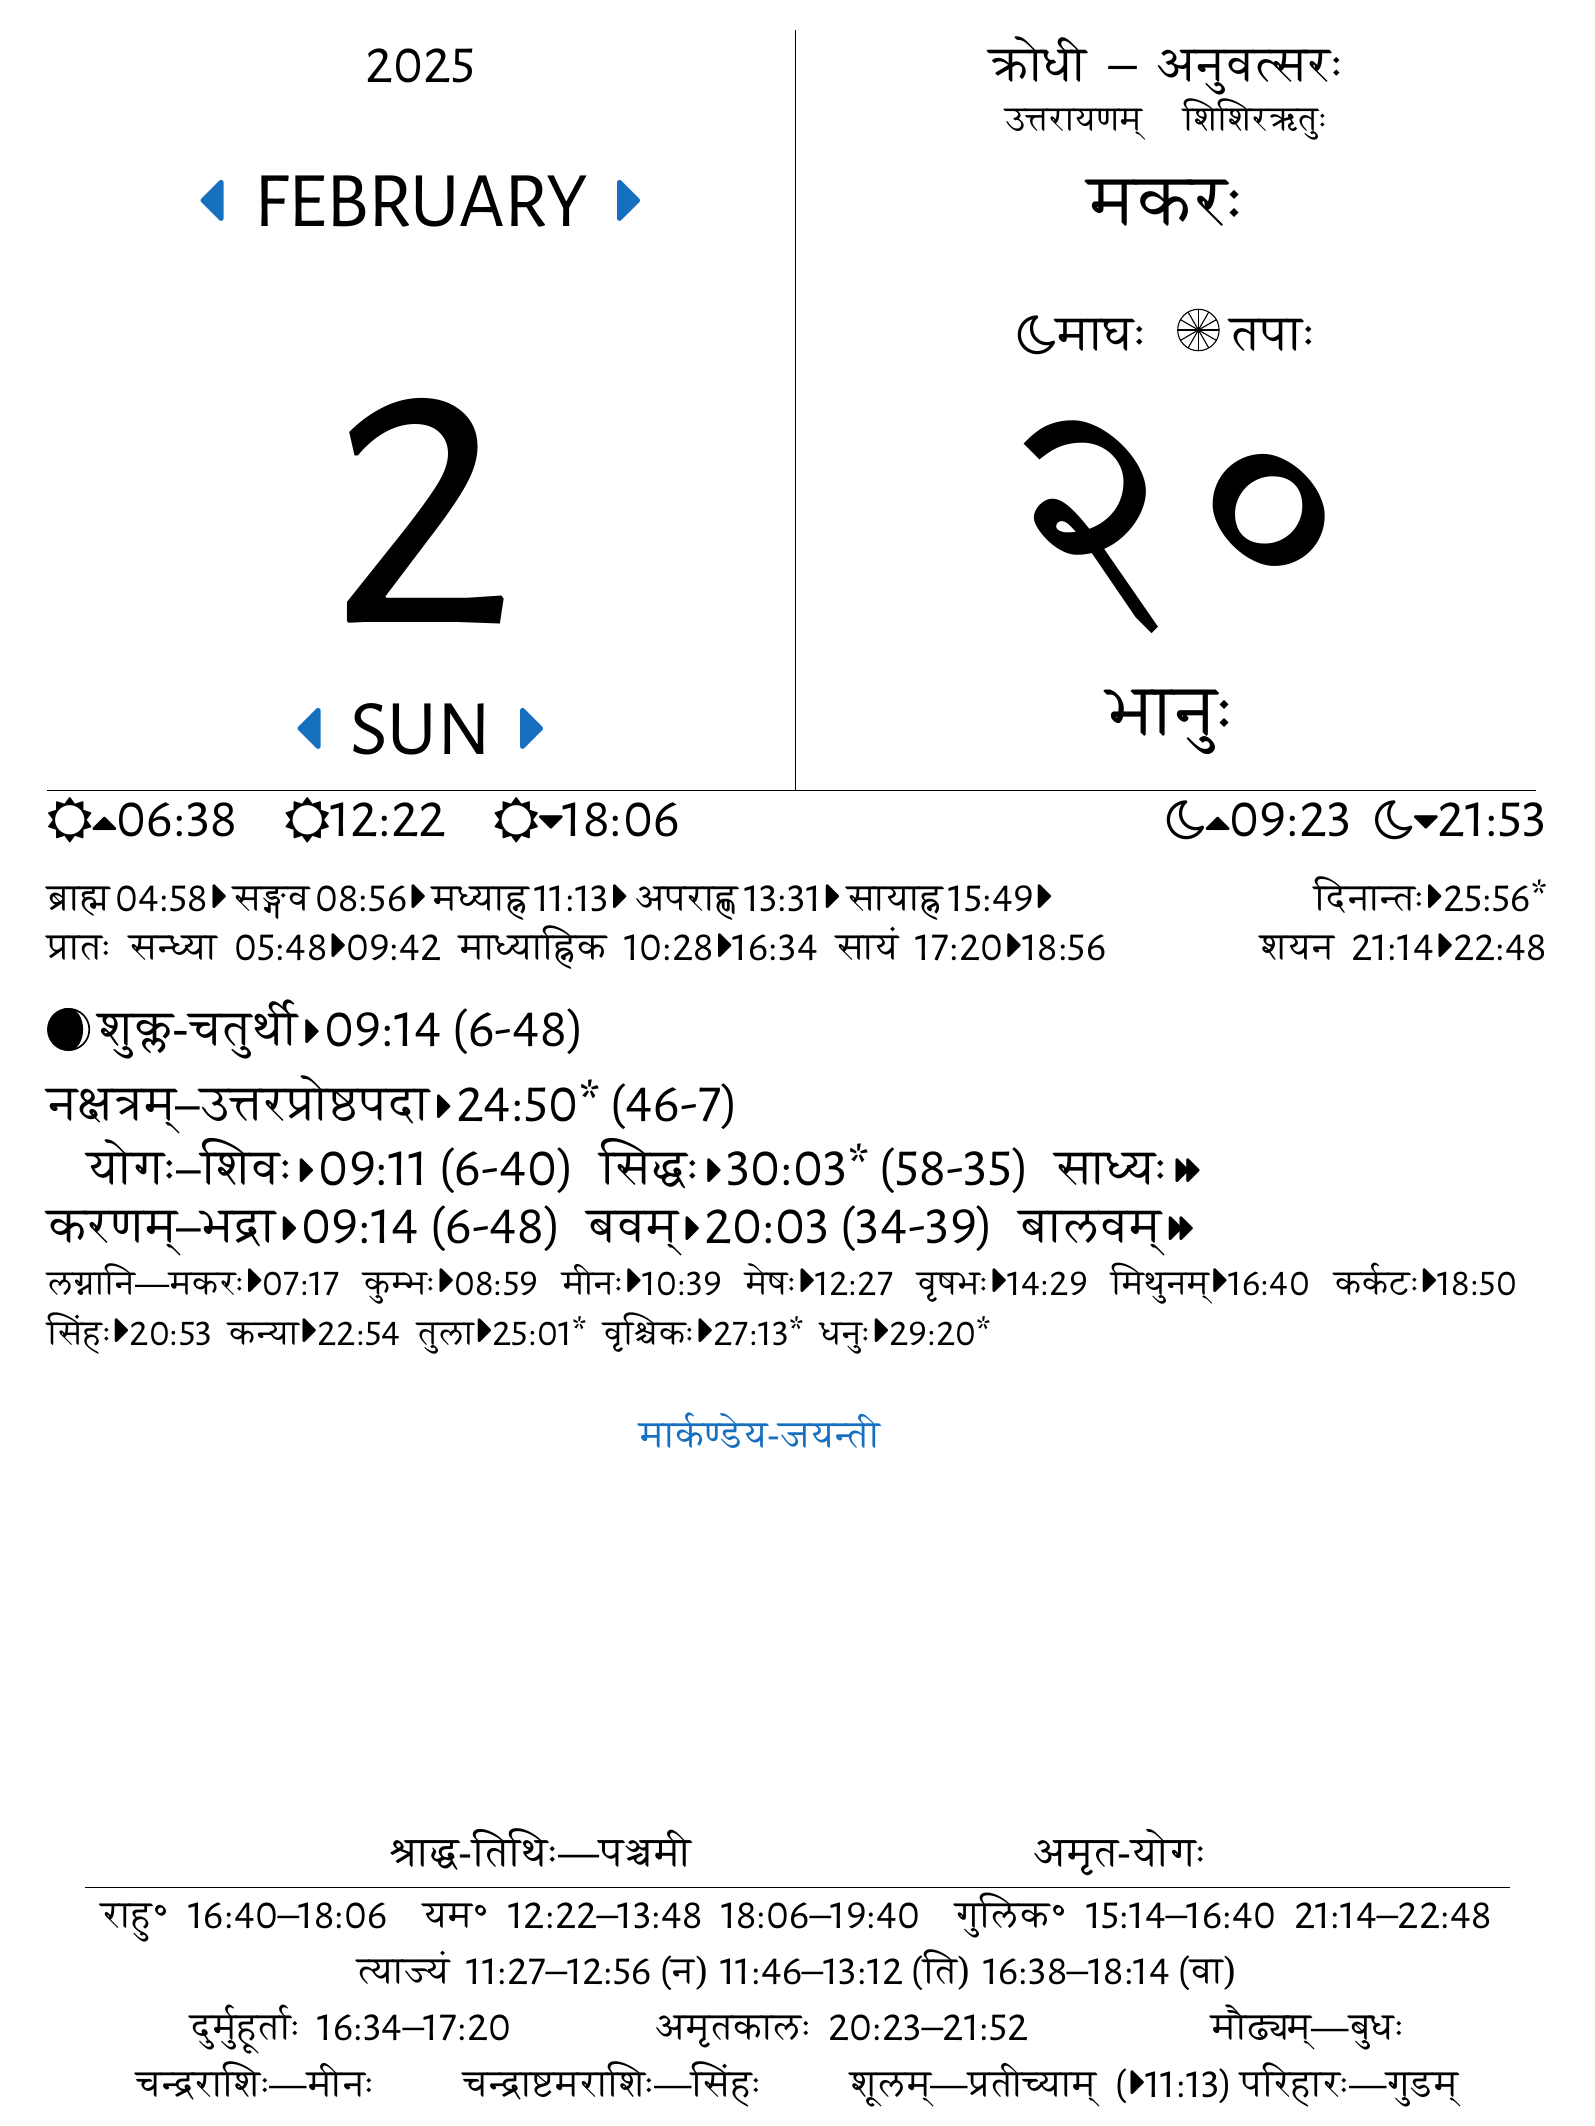 2025
FEBRUARY
2
SUN
क्रोधी – अनुवत्सरः
उत्तरायणम् शिशिरऋतुः
मकरः
माघः तपाः
२०
भानुः
06:38 12:22 18:06 09:23 21:53
ब्राह्म 04:58 सङ्गव 08:56 मध्याह्न 11:13 अपराह्ण 13:31 सायाह्न 15:49 दिनान्तः 25:56*
प्रातः सन्ध्या 05:48 09:42 माध्याह्निक 10:28 16:34 सायं 17:20 18:56 शयन 21:14 22:48
शुक्ल-चतुर्थी 09:14 (6-48)
नक्षत्रम्–उत्तरप्रोष्ठपदा 24:50* (46-7)
योगः–शिवः 09:11 (6-40) सिद्धः 30:03* (58-35) साध्यः
करणम्–भद्रा 09:14 (6-48) बवम् 20:03 (34-39) बालवम्
लग्नानि—मकरः 07:17 कुम्भः 08:59 मीनः 10:39 मेषः 12:27 वृषभः 14:29 मिथुनम् 16:40 कर्कटः 18:50
सिंहः 20:53 कन्या 22:54 तुला 25:01* वृश्चिकः 27:13* धनुः 29:20*
मार्कण्डेय-जयन्ती
श्राद्ध-तिथिः—पञ्चमी अमृत-योगः
राहु॰ 16:40–18:06 यम॰ 12:22–13:48 18:06–19:40 गुलिक॰ 15:14–16:40 21:14–22:48
त्याज्यं 11:27–12:56 (न) 11:46–13:12 (ति) 16:38–18:14 (वा)
दुर्मुहूर्ताः 16:34–17:20 अमृतकालः 20:23–21:52 मौढ्यम्—बुधः
चन्द्रराशिः—मीनः चन्द्राष्टमराशिः—सिंहः शूलम्—प्रतीच्याम् (11:13) परिहारः—गुडम्